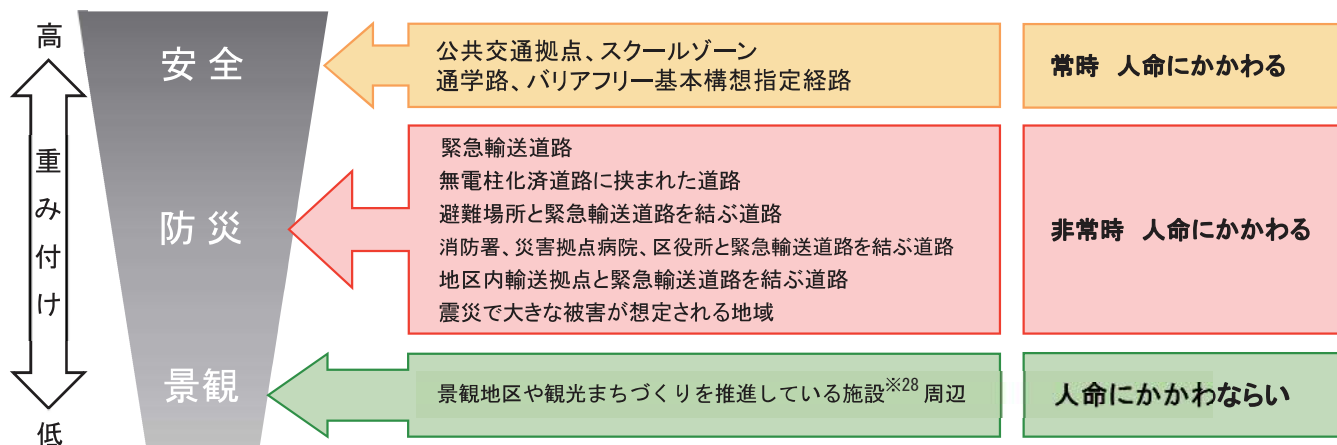 高
重み付け
低
安全
公共交通拠点、スクールゾーン
通学路、バリアフリー基本構想指定経路
常時 人命にかかわる
防災
緊急輸送道路
無電柱化済道路に挟まれた道路
避難場所と緊急輸送道路を結ぶ道路
消防署、災害拠点病院、区役所と緊急輸送道路を結ぶ道路
地区内輸送拠点と緊急輸送道路を結ぶ道路
震災で大きな被害が想定される地域
非常時 人命にかかわる
景観
景観地区や観光まちづくりを推進している施設※28 周辺
人命にかかわならい